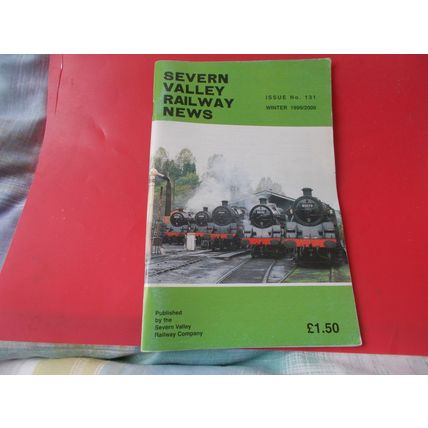 SEVERN
VALLEY
RAILWAY
NEWS
ISSUE No. 131
WINTER 1999/2000
Published
by the
Severn Valley
Railway Company
£1.50